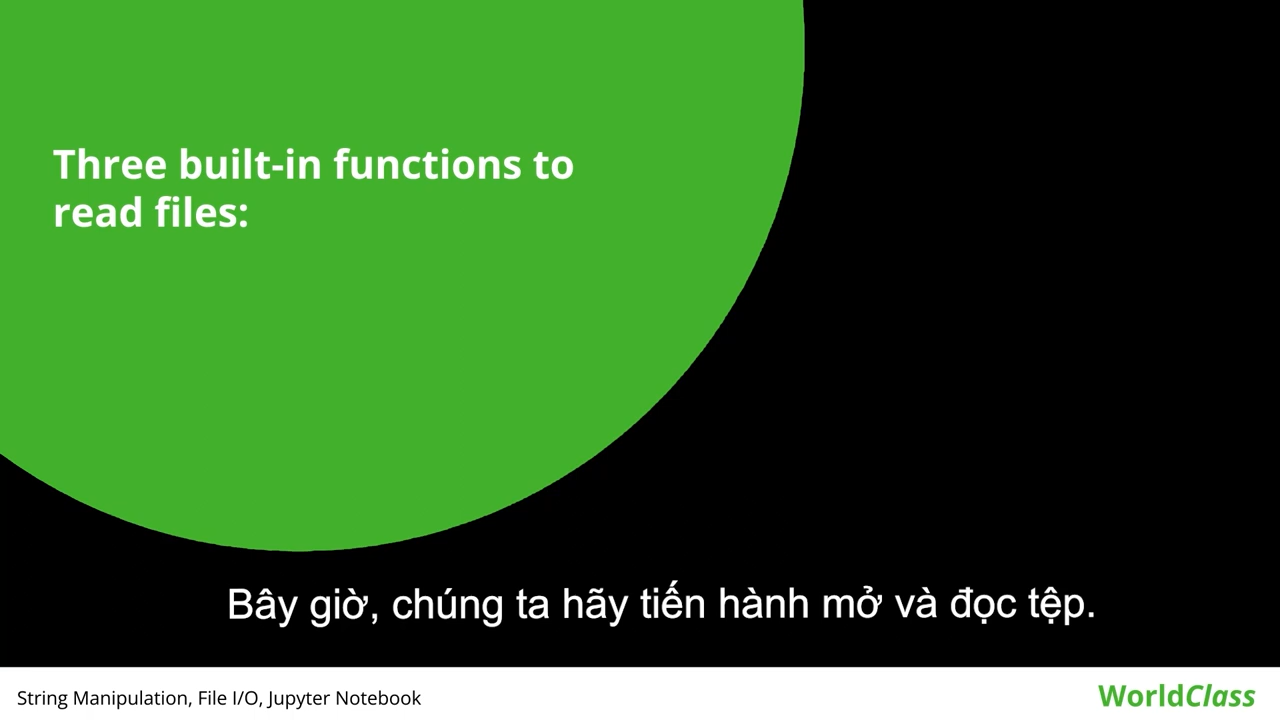 Three built-in functions to
read files:
Bây giờ, chúng ta hãy tiến hành mở và đọc tệp.
String Manipulation, File I/O, Jupyter Notebook
WorldClass